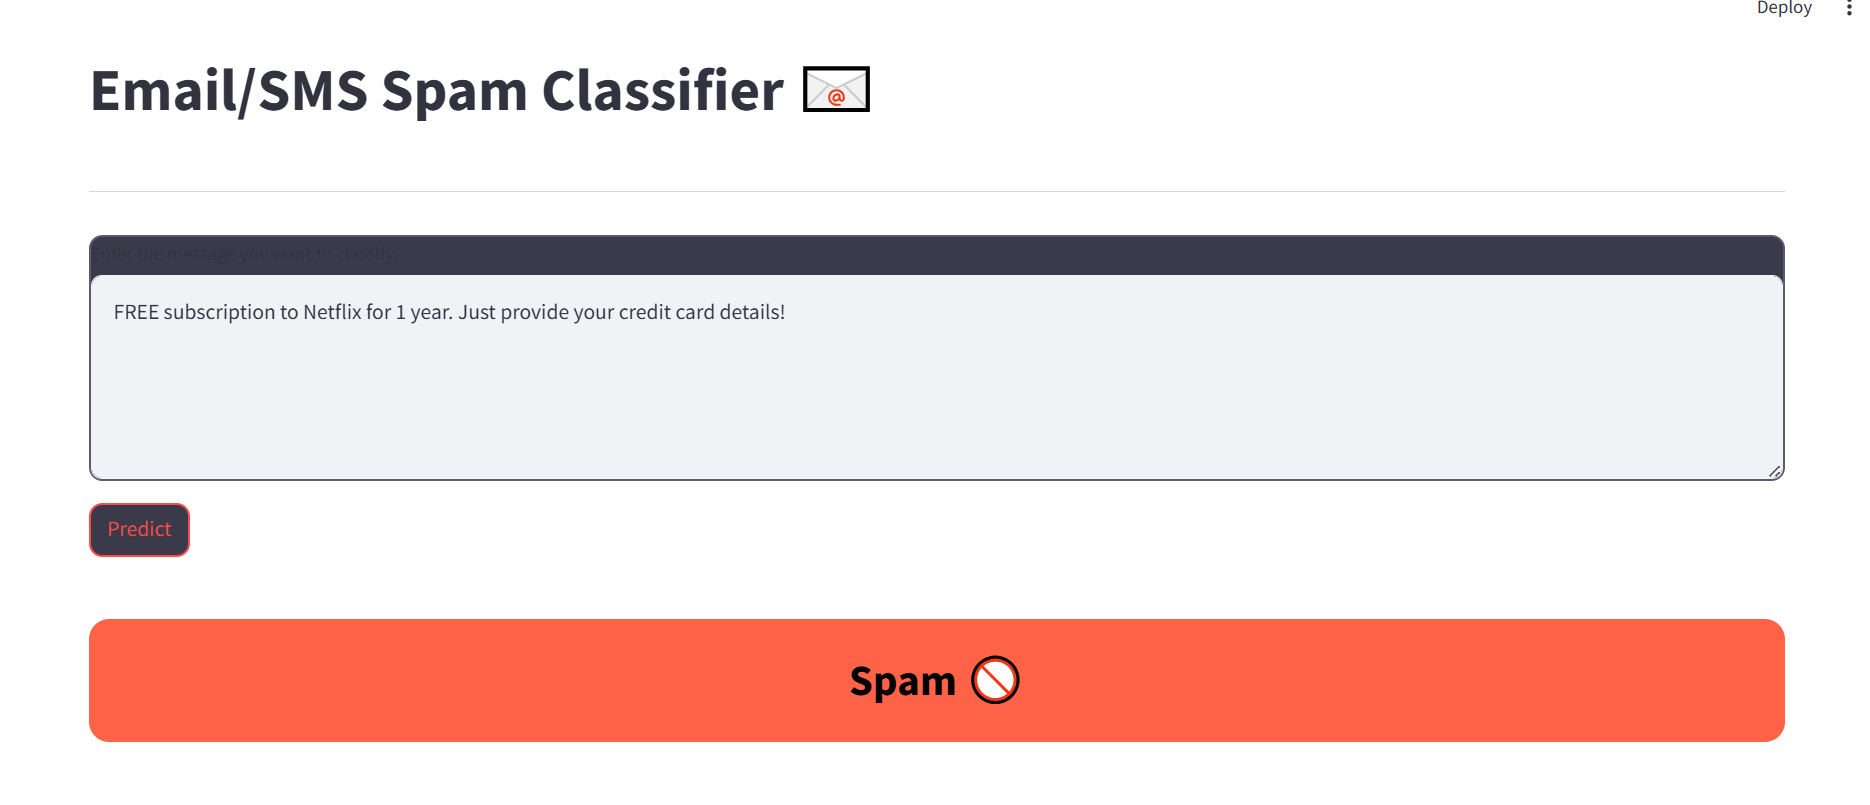 Deploy
Email/SMS Spam Classifier
Enter the message you want to classify:
FREE subscription to Netflix for 1 year. Just provide your credit card details!
Predict
Spam